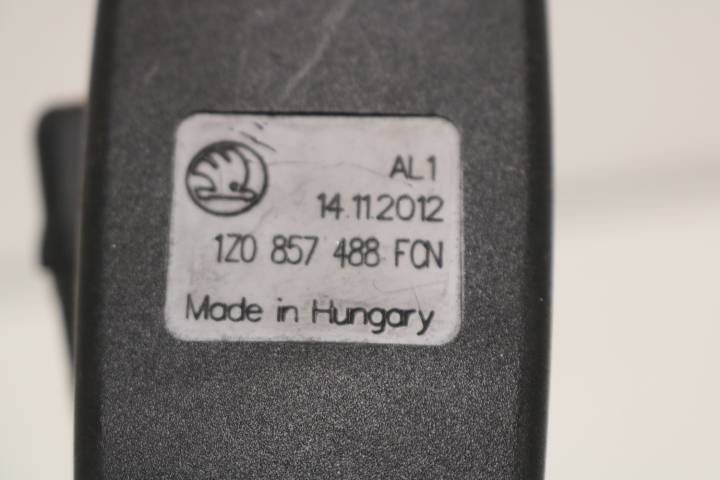 AL1
14.11.2012
1Z0 857 488 FCN
Made in Hungary